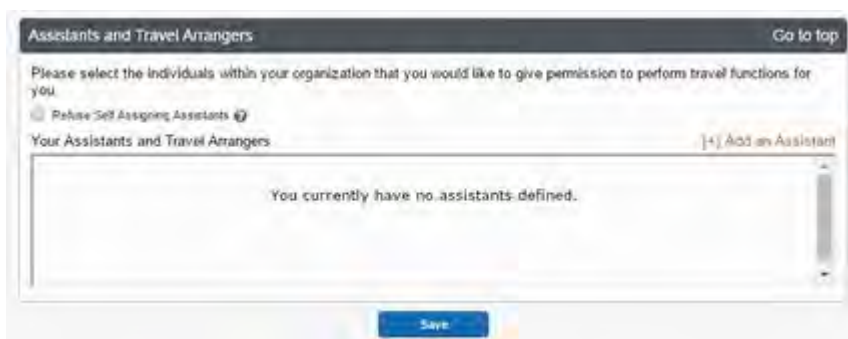 Assistants and Travel Arrangers Go to top
Please select the individuals within your organization that you would like to give permission to perform travel functions for
you.
Refuse Self Assigning Assistants
Your Assistants and Travel Arrangers [+] Add an Assistant
You currently have no assistants defined.
Save